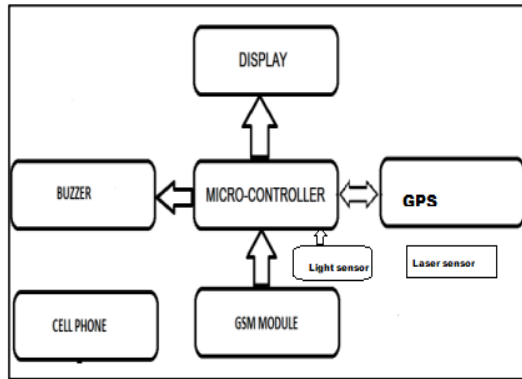 DISPLAY
BUZZER
MICRO-CONTROLLER
GPS
Light sensor
Laser sensor
CELL PHONE
GSM MODULE